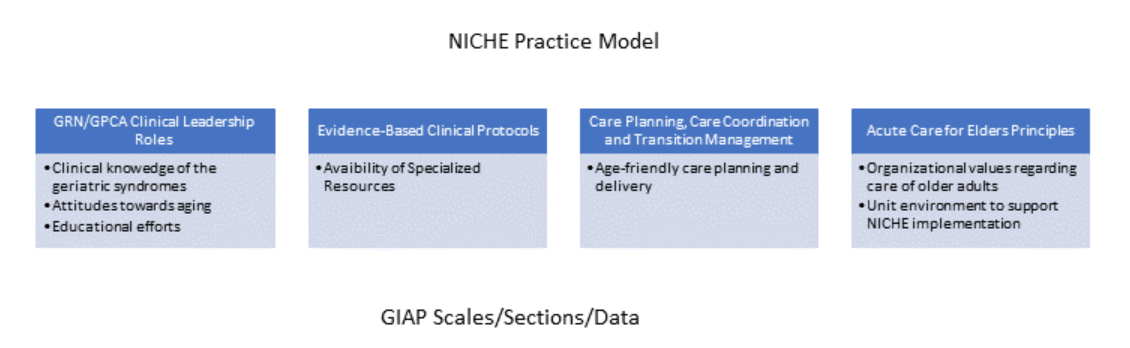 NICHE Practice Model
GRN/GPCA Clinical Leadership
Roles
• Clinical knowedge of the
geriatric syndromes
• Attitudes towards aging
• Educational efforts
Evidence-Based Clinical Protocols
• Avaibility of Specialized
Resources
Care Planning, Care Coordination
and Transition Management
• Age-friendly care planning and
delivery
Acute Care for Elders Principles
• Organizational values regarding
care of older adults
• Unit environment to support
NICHE implementation
GIAP Scales/Sections/Data